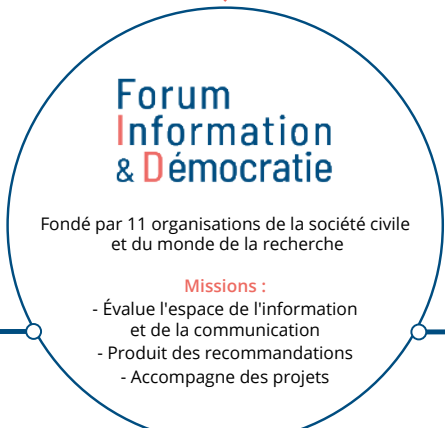 Forum
Information
& Démocratie
Fondé par 11 organisations de la société civile
et du monde de la recherche
Missions :
- Évalue l'espace de l'information
et de la communication
- Produit des recommandations
- Accompagne des projets